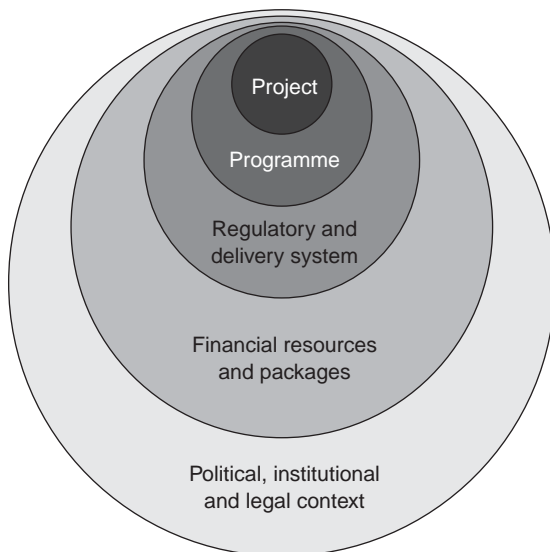 Project
Programme
Regulatory and
delivery system
Financial resources
and packages
Political, institutional
and legal context